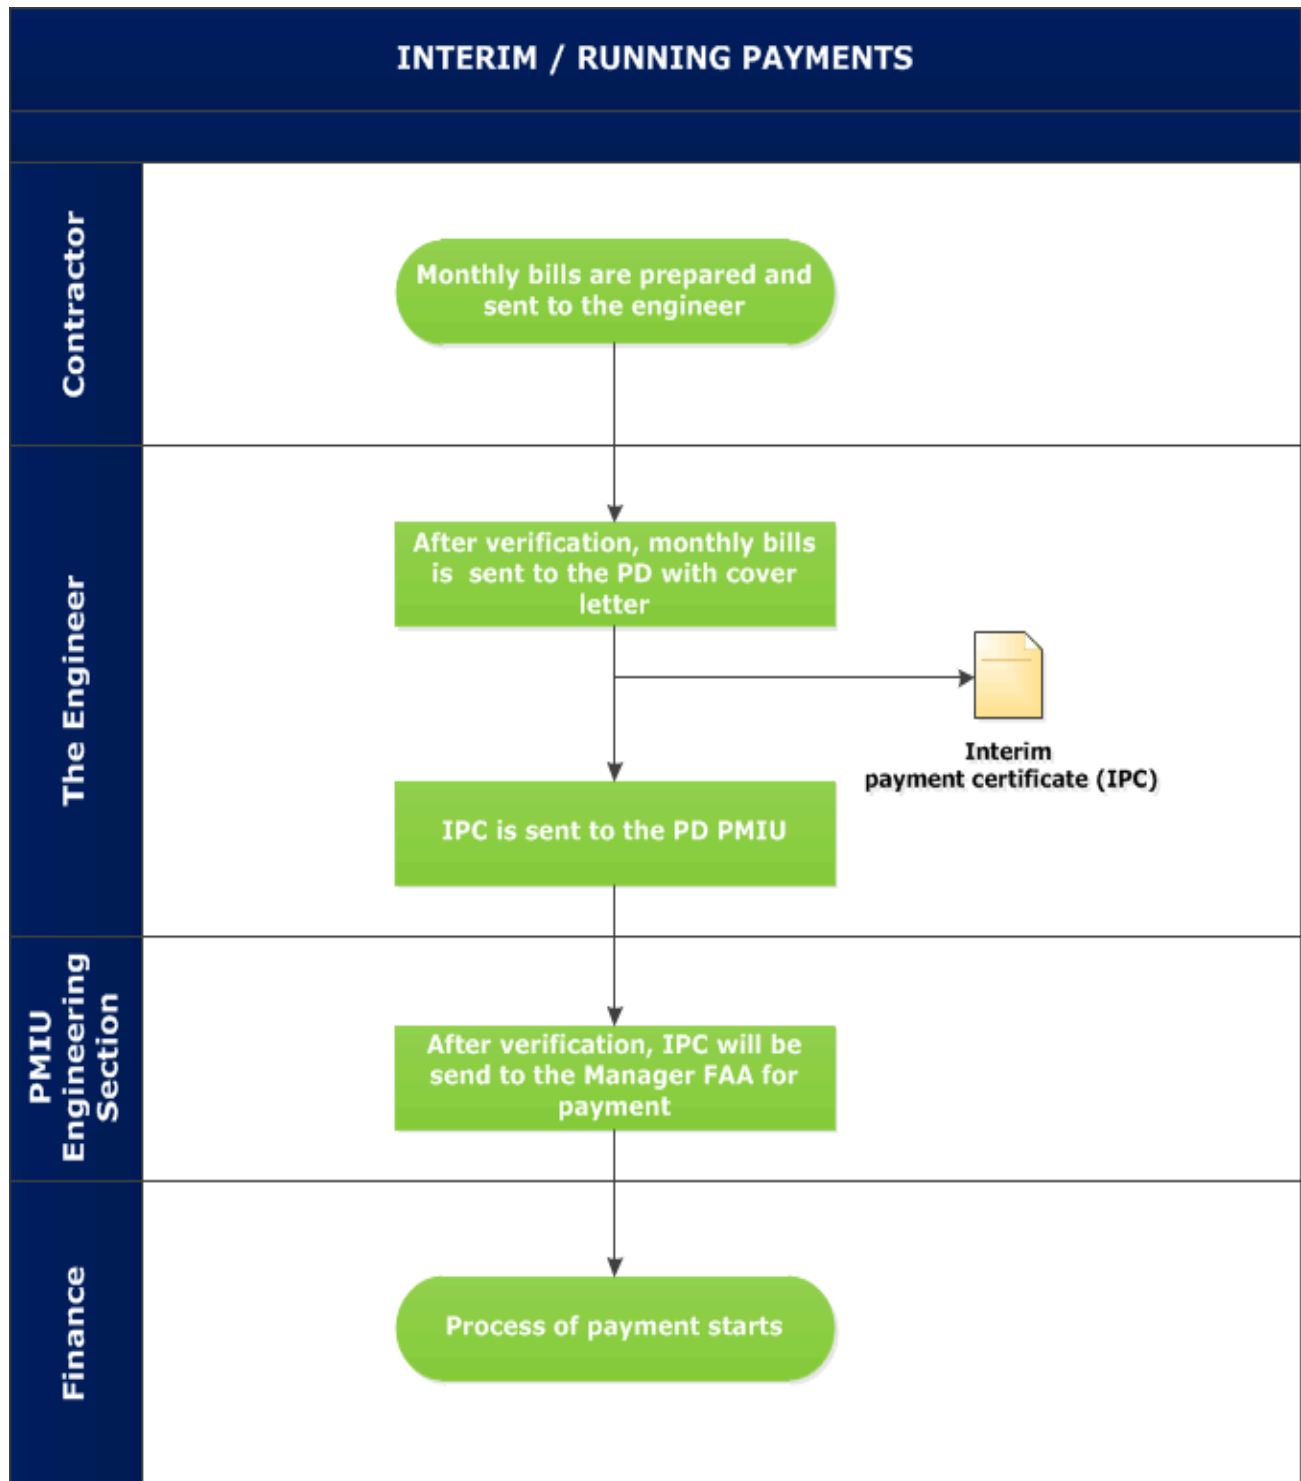 INTERIM / RUNNING PAYMENTS
Contractor
Monthly bills are prepared and
sent to the engineer
The Engineer
After verification, monthly bills
is sent to the PD with cover
letter
Interim
payment certificate (IPC)
IPC is sent to the PD PMIU
PMIU
Engineering
Section
After verification, IPC will be
send to the Manager FAA for
payment
Finance
Process of payment starts